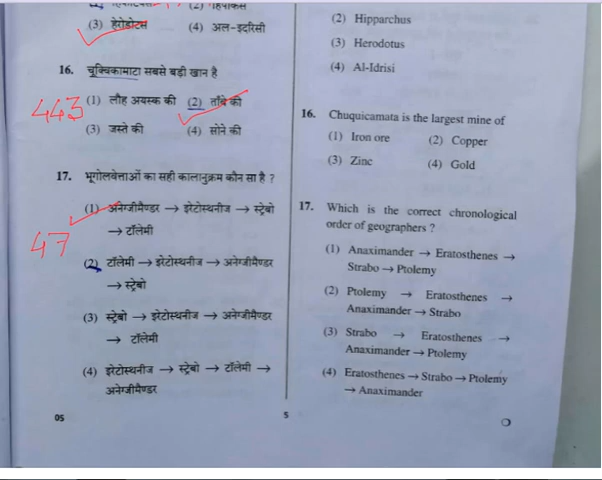 (3) हेरोडोटस (4) अल-इदरिसी
16. चूक्विकामाटा सबसे बड़ी खान है
443
(1) लौह अयस्क की (2) ताँबे की
(3) जस्ते की (4) सोने की
17. भूगोलवेत्ताओं का सही कालानुक्रम कौन सा है ?
47
(1) अनेग्जीमैण्डर → इरेटोस्थनीज → स्ट्रेबो
→ टॉलेमी
(2) टॉलेमी → इरेटोस्थनीज → अनेग्जीमैण्डर
→ स्ट्रेबो
(3) स्ट्रेबो → इरेटोस्थनीज → अनेग्जीमैण्डर
→ टॉलेमी
(4) इरेटोस्थनीज → स्ट्रेबो → टॉलेमी →
अनेग्जीमैण्डर
(2) Hipparchus
(3) Herodotus
(4) Al-Idrisi
16. Chuquicamata is the largest mine of
(1) Iron ore (2) Copper
(3) Zinc (4) Gold
17. Which is the correct chronological
order of geographers ?
(1) Anaximander → Eratosthenes →
Strabo → Ptolemy
(2) Ptolemy → Eratosthenes →
Anaximander → Strabo
(3) Strabo → Eratosthenes →
Anaximander → Ptolemy
(4) Eratosthenes → Strabo → Ptolemy
→ Anaximander
05 5